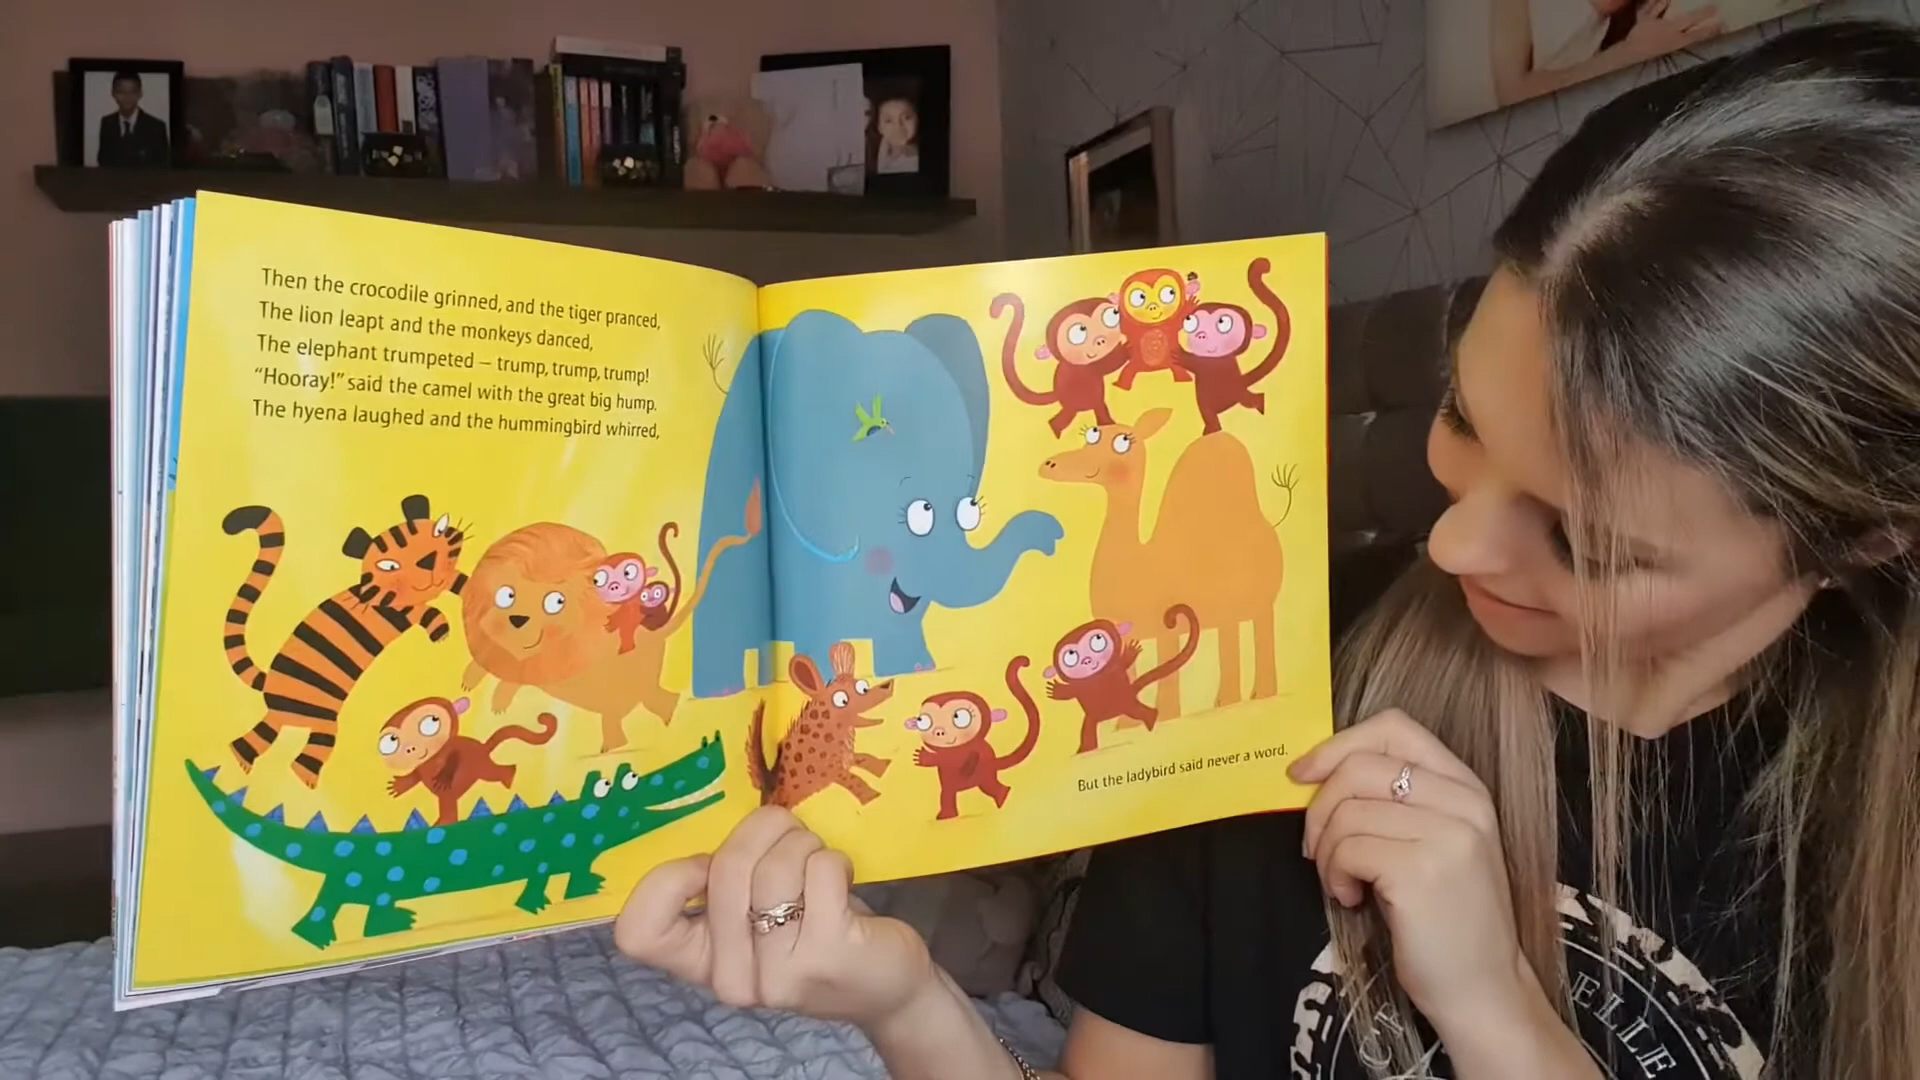 Then the crocodile grinned, and the tiger pranced,
The lion leapt and the monkeys danced,
The elephant trumpeted – trump, trump, trump!
“Hooray!” said the camel with the great big hump.
The hyena laughed and the hummingbird whirred,
But the ladybird said never a word.
ELLE